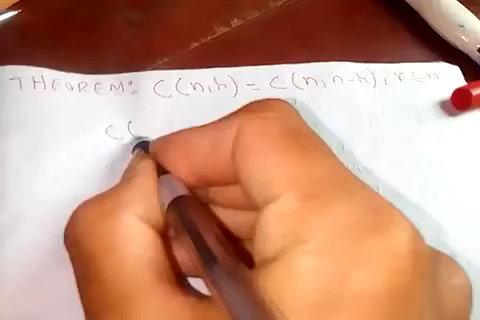 THEOREM: C(n,r) = C(n,n-r), r≤n
C(